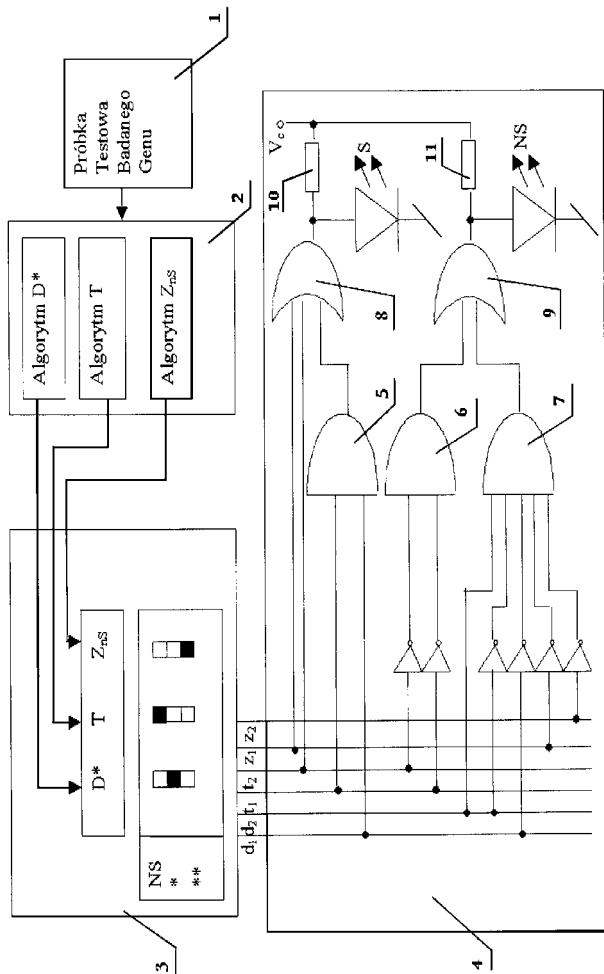 Próbka
Testowa
Badanego
Genu
1
Algorytm D*
Algorytm T
Algorytm ZnS
2
D* T ZnS
NS
*
**
3
d1 d2 t1 t2 z1 z2
Vc
10
S
11
NS
8
9
5
6
7
4